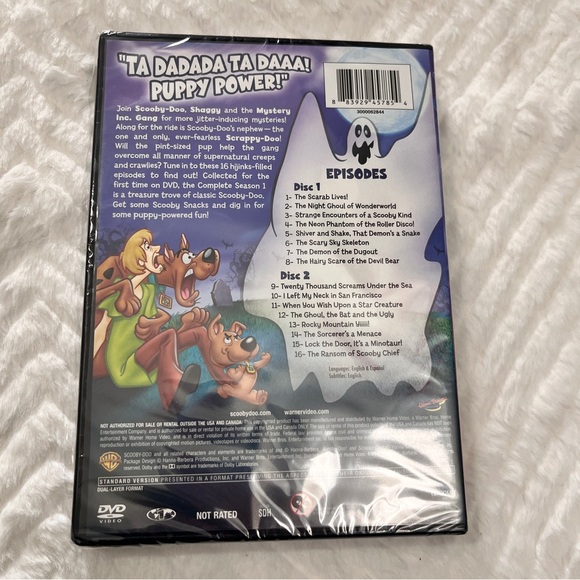 "TA DADADA TA DAAA!
PUPPY POWER!"
Join Scooby-Doo, Shaggy and the Mystery
Inc. Gang for more jitter-inducing mysteries!
Along for the ride is Scooby-Doo's nephew — the
one and only, ever-fearless Scrappy-Doo!
Will the pint-sized pup help the gang
overcome all manner of supernatural creeps
and crawlies? Tune in to these 16 hijinks-filled
episodes to find out! Collected for the
first time on DVD, the Complete Season 1
is a treasure trove of classic Scooby-Doo.
Get some Scooby Snacks and dig in for
some puppy-powered fun!
8 83929 45785 4
3000062844
EPISODES
Disc 1
1- The Scarab Lives!
2- The Night Ghoul of Wonderworld
3- Strange Encounters of a Scooby Kind
4- The Neon Phantom of the Roller Disco!
5- Shiver and Shake, That Demon's a Snake
6- The Scary Sky Skeleton
7- The Demon of the Dugout
8- The Hairy Scare of the Devil Bear
Disc 2
9- Twenty Thousand Screams Under the Sea
10- I Left My Neck in San Francisco
11- When You Wish Upon a Star Creature
12- The Ghoul, the Bat and the Ugly
13- Rocky Mountain Yiiiii!
14- The Sorcerer's a Menace
15- Lock the Door, It's a Minotaur!
16- The Ransom of Scooby Chief
Languages: English & Español
Subtitles: English
scoobydoo.com warnervideo.com
NOT AUTHORIZED FOR SALE OR RENTAL OUTSIDE THE USA AND CANADA.
STANDARD VERSION PRESENTED IN A FORMAT PRESERVING THE
DUAL-LAYER FORMAT
DVD VIDEO
NOT RATED
SDH